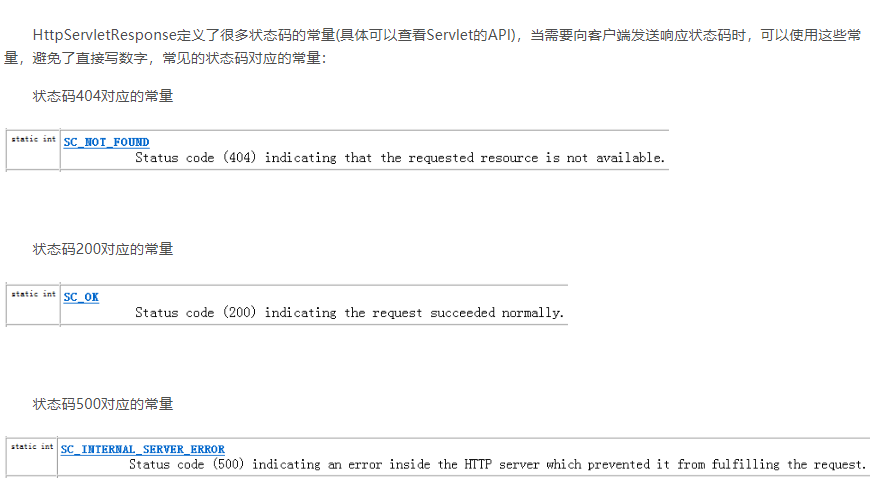 HttpServletResponse定义了很多状态码的常量(具体可以查看Servlet的API)，当需要向客户端发送响应状态码时，可以使用这些常
量，避免了直接写数字，常见的状态码对应的常量：
状态码404对应的常量
static int SC_NOT_FOUND
Status code (404) indicating that the requested resource is not available.
状态码200对应的常量
static int SC_OK
Status code (200) indicating the request succeeded normally.
状态码500对应的常量
static int SC_INTERNAL_SERVER_ERROR
Status code (500) indicating an error inside the HTTP server which prevented it from fulfilling the request.